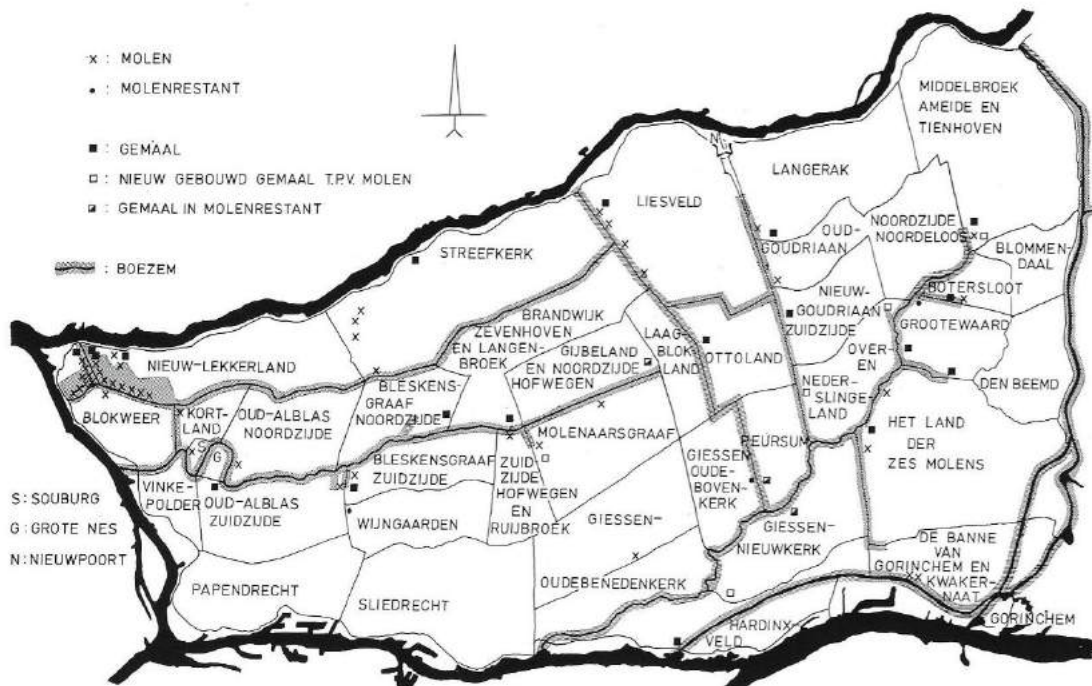 x : MOLEN
• : MOLENRESTANT
■ : GEMAAL
□ : NIEUW GEBOUWD GEMAAL T.P.V. MOLEN
◪ : GEMAAL IN MOLENRESTANT
: BOEZEM
MIDDELBROEK
AMEIDE EN
TIENHOVEN
N
G
LANGERAK
LIESVELD
STREEFKERK
OUD-
GOUDRIAAN
NOORDZIJDE
NOORDELOOS
BLOMMEN-
DAAL
BOTERSLOOT
NIEUW-
GOUDRIAAN
ZUIDZIJDE
GROOTEWAARD
OVER-
EN
NEDER-
SLINGE-
LAND
DEN BEEMD
BRANDWIJK
ZEVENHOVEN
EN LANGEN-
BROEK
GIJBELAND
EN NOORDZIJDE
HOFWEGEN
LAAG-
BLOK-
LAND
OTTOLAND
NIEUW-LEKKERLAND
BLOKWEER
KORT-
LAND
S
G
OUD-ALBLAS
NOORDZIJDE
BLESKENS-
GRAAF
NOORDZIJDE
MOLENAARSGRAAF
PEURSUM
HET LAND
DER
ZES MOLENS
BLESKENSGRAAF
ZUIDZIJDE
ZUID-
ZIJDE
HOFWEGEN
EN
RUIJBROEK
GIESSEN
OUDE-
BOVEN-
KERK
VINKE-
POLDER
OUD-ALBLAS
ZUIDZIJDE
WIJNGAARDEN
GIESSEN-
OUDEBENEDENKERK
GIESSEN-
NIEUWKERK
DE BANNE
VAN
GORINCHEM EN
KWAKER-
NAAT
PAPENDRECHT
SLIEDRECHT
HARDINX-
VELD
GORINCHEM
S: SOUBURG
G: GROTE NES
N: NIEUWPOORT